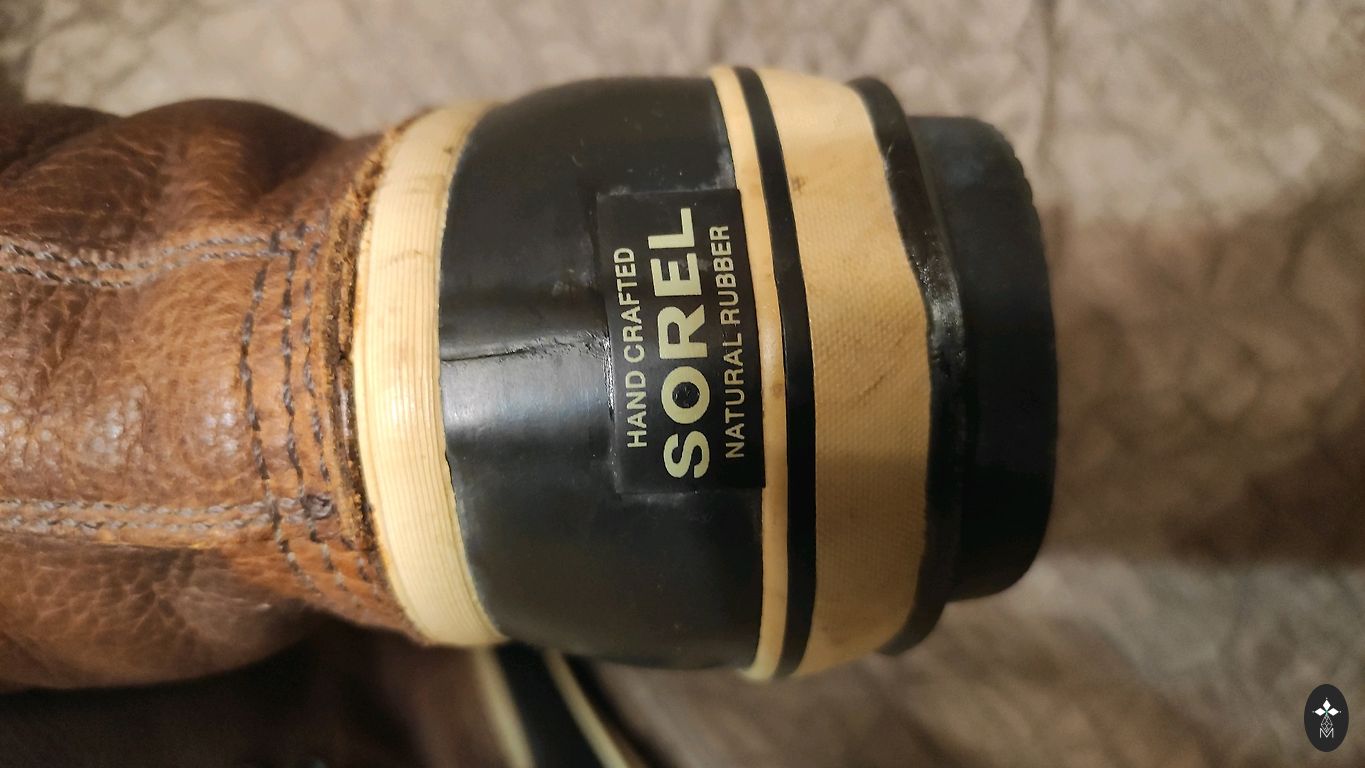 HAND CRAFTED
SOREL
NATURAL RUBBER
M